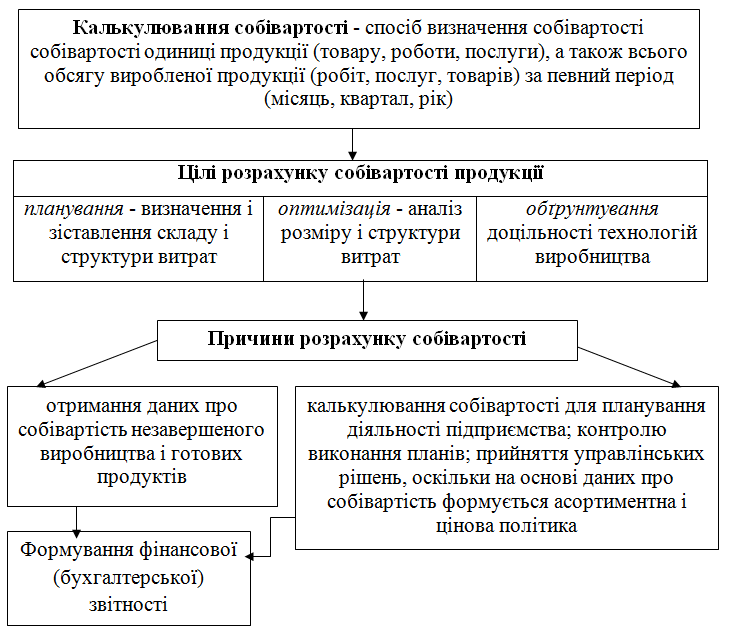 Калькулювання собівартості - спосіб визначення собівартості
собівартості одиниці продукції (товару, роботи, послуги), а також всього
обсягу виробленої продукції (робіт, послуг, товарів) за певний період
(місяць, квартал, рік)
Цілі розрахунку собівартості продукції
планування - визначення і
зіставлення складу і
структури витрат
оптимізація - аналіз
розміру і структури
витрат
обґрунтування
доцільності технологій
виробництва
Причини розрахунку собівартості
отримання даних про
собівартість незавершеного
виробництва і готових
продуктів
калькулювання собівартості для планування
діяльності підприємства; контролю
виконання планів; прийняття управлінських
рішень, оскільки на основі даних про
собівартість формується асортиментна і
цінова політика
Формування фінансової
(бухгалтерської)
звітності